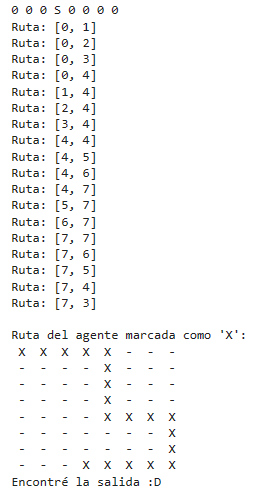 0 0 0 S 0 0 0 0
Ruta: [0, 1]
Ruta: [0, 2]
Ruta: [0, 3]
Ruta: [0, 4]
Ruta: [1, 4]
Ruta: [2, 4]
Ruta: [3, 4]
Ruta: [4, 4]
Ruta: [4, 5]
Ruta: [4, 6]
Ruta: [4, 7]
Ruta: [5, 7]
Ruta: [6, 7]
Ruta: [7, 7]
Ruta: [7, 6]
Ruta: [7, 5]
Ruta: [7, 4]
Ruta: [7, 3]
Ruta del agente marcada como 'X':
X X X X X - - -
- - - - X - - -
- - - - X - - -
- - - - X - - -
- - - - X X X X
- - - - - - - X
- - - - - - - X
- - - X X X X X
Encontré la salida :D